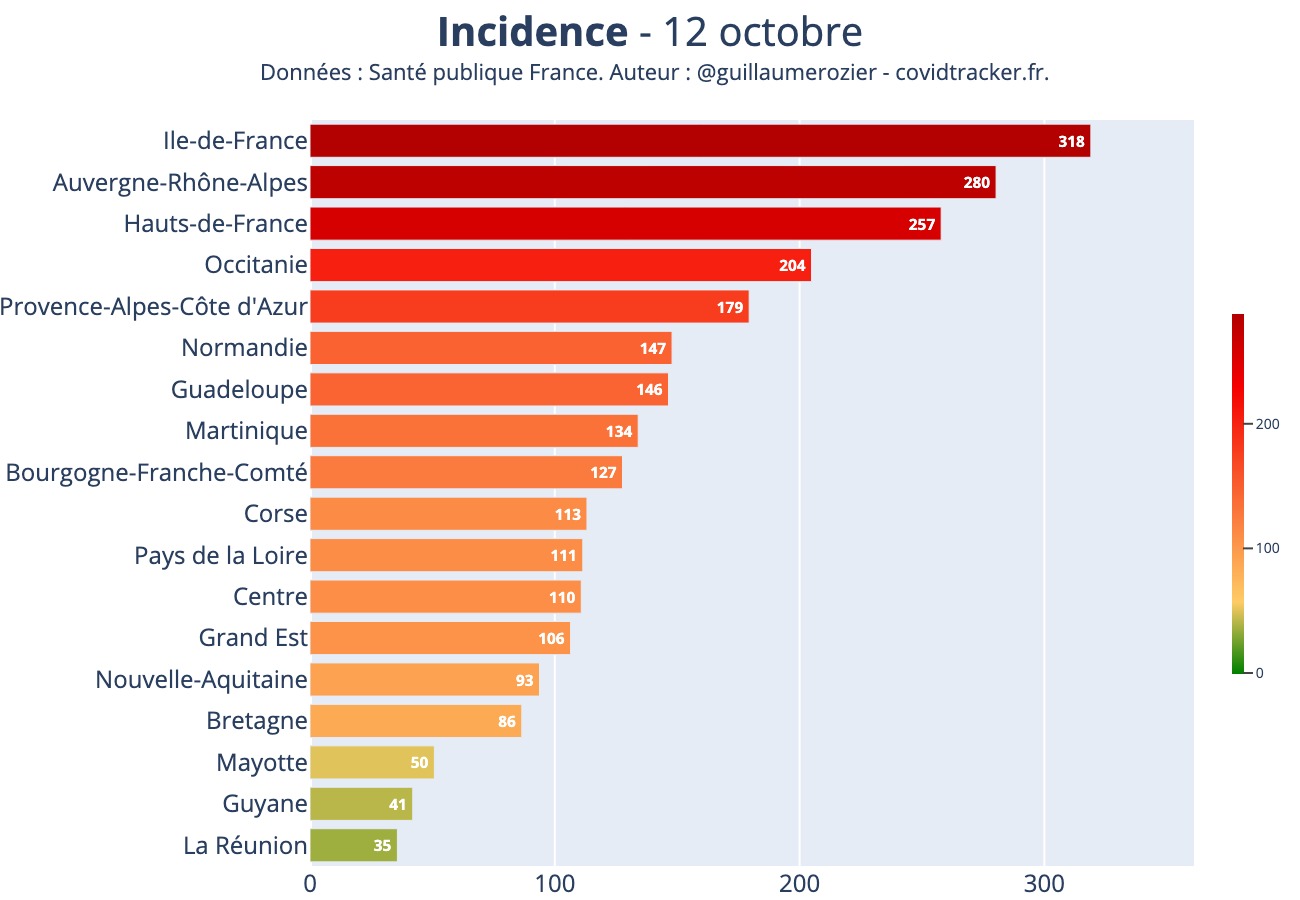 Incidence - 12 octobre
Données : Santé publique France. Auteur : @guillaumerozier - covidtracker.fr.
Ile-de-France 318
Auvergne-Rhône-Alpes 280
Hauts-de-France 257
Occitanie 204
Provence-Alpes-Côte d'Azur 179
Normandie 147
Guadeloupe 146
Martinique 134
Bourgogne-Franche-Comté 127
Corse 113
Pays de la Loire 111
Centre 110
Grand Est 106
Nouvelle-Aquitaine 93
Bretagne 86
Mayotte 50
Guyane 41
La Réunion 35
0 100 200 300
200
100
0